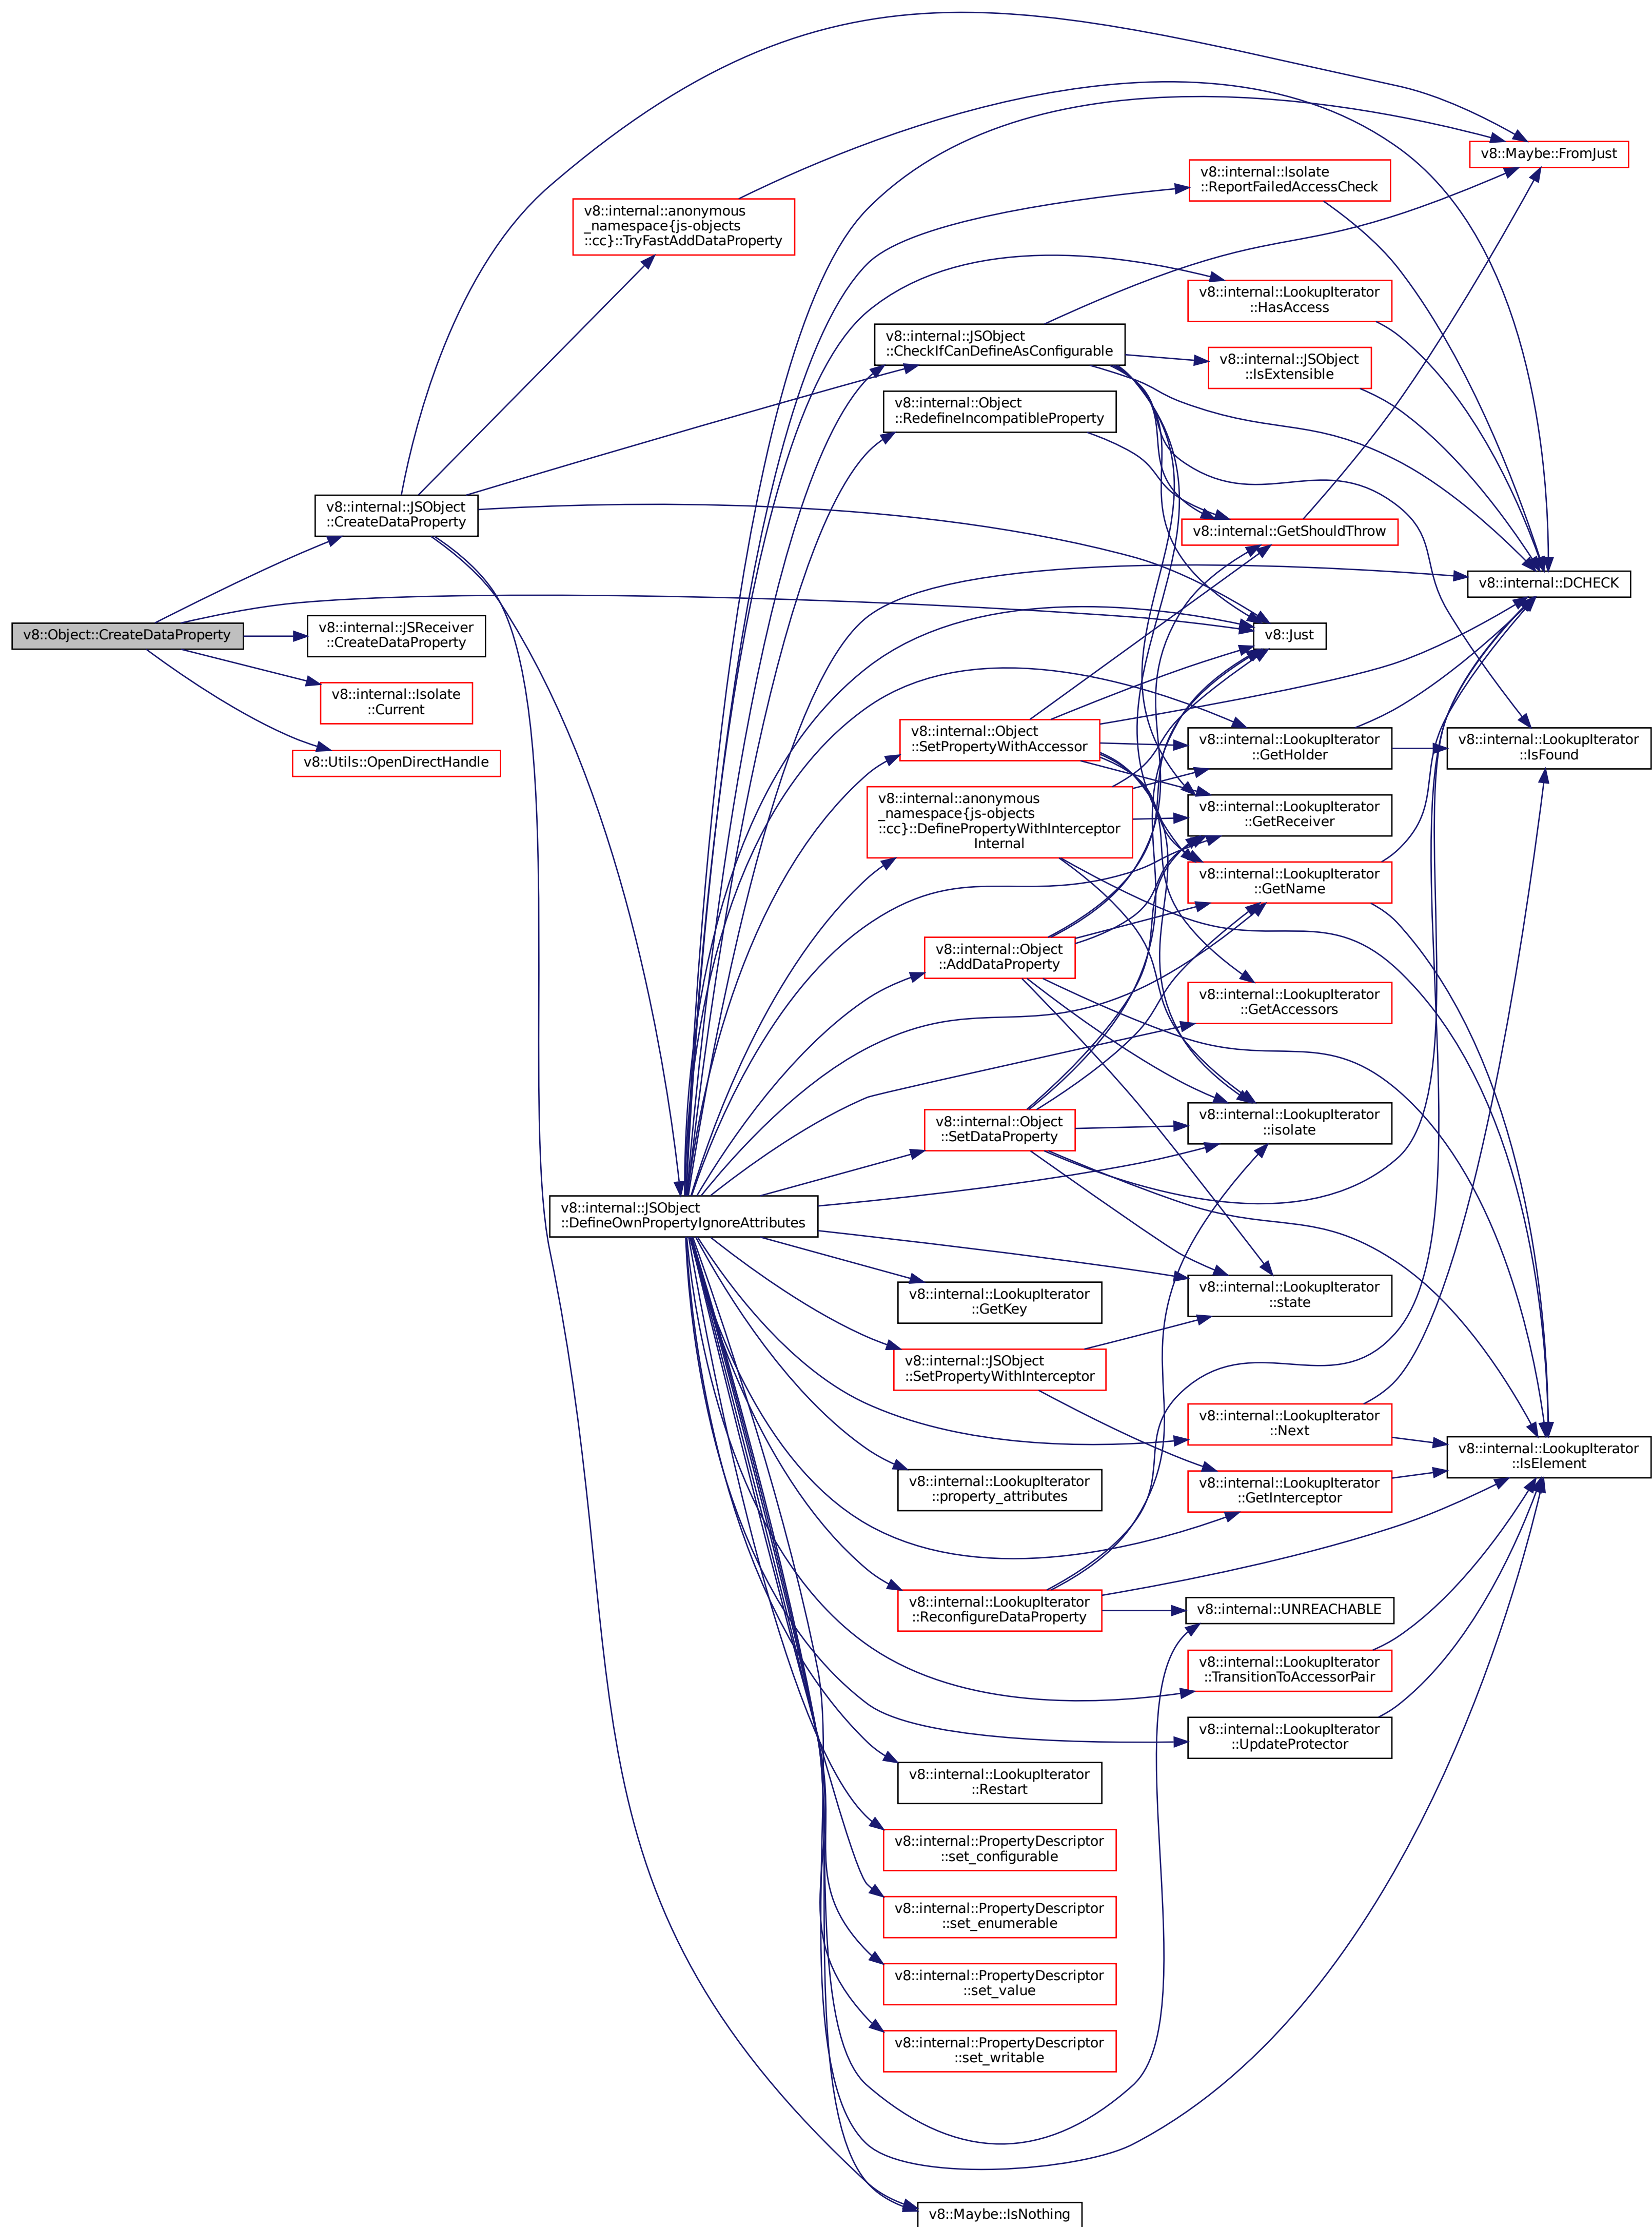 v8::Maybe::FromJust
v8::internal::Isolate
::ReportFailedAccessCheck
v8::internal::anonymous
_namespace{js-objects
::cc}::TryFastAddDataProperty
v8::internal::LookupIterator
::HasAccess
v8::internal::JSObject
::CheckIfCanDefineAsConfigurable
v8::internal::JSObject
::IsExtensible
v8::internal::Object
::RedefineIncompatibleProperty
v8::internal::JSObject
::CreateDataProperty
v8::internal::GetShouldThrow
v8::internal::DCHECK
v8::Object::CreateDataProperty
v8::internal::JSReceiver
::CreateDataProperty
v8::Just
v8::internal::Isolate
::Current
v8::internal::Object
::SetPropertyWithAccessor
v8::internal::LookupIterator
::GetHolder
v8::internal::LookupIterator
::IsFound
v8::Utils::OpenDirectHandle
v8::internal::anonymous
_namespace{js-objects
::cc}::DefinePropertyWithInterceptor
Internal
v8::internal::LookupIterator
::GetReceiver
v8::internal::LookupIterator
::GetName
v8::internal::Object
::AddDataProperty
v8::internal::LookupIterator
::GetAccessors
v8::internal::Object
::SetDataProperty
v8::internal::LookupIterator
::isolate
v8::internal::JSObject
::DefineOwnPropertyIgnoreAttributes
v8::internal::LookupIterator
::GetKey
v8::internal::LookupIterator
::state
v8::internal::JSObject
::SetPropertyWithInterceptor
v8::internal::LookupIterator
::Next
v8::internal::LookupIterator
::IsElement
v8::internal::LookupIterator
::property_attributes
v8::internal::LookupIterator
::GetInterceptor
v8::internal::LookupIterator
::ReconfigureDataProperty
v8::internal::UNREACHABLE
v8::internal::LookupIterator
::TransitionToAccessorPair
v8::internal::LookupIterator
::UpdateProtector
v8::internal::LookupIterator
::Restart
v8::internal::PropertyDescriptor
::set_configurable
v8::internal::PropertyDescriptor
::set_enumerable
v8::internal::PropertyDescriptor
::set_value
v8::internal::PropertyDescriptor
::set_writable
v8::Maybe::IsNothing